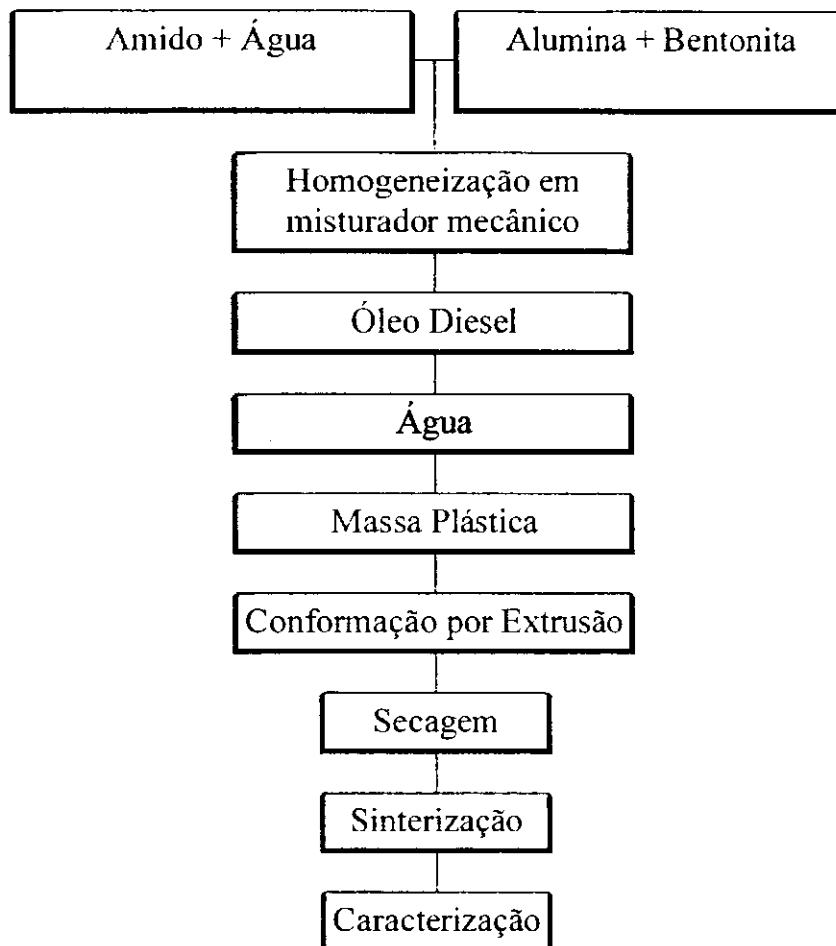 Amido + Água
Alumina + Bentonita
Homogeneização em
misturador mecânico
Óleo Diesel
Água
Massa Plástica
Conformação por Extrusão
Secagem
Sinterização
Caracterização